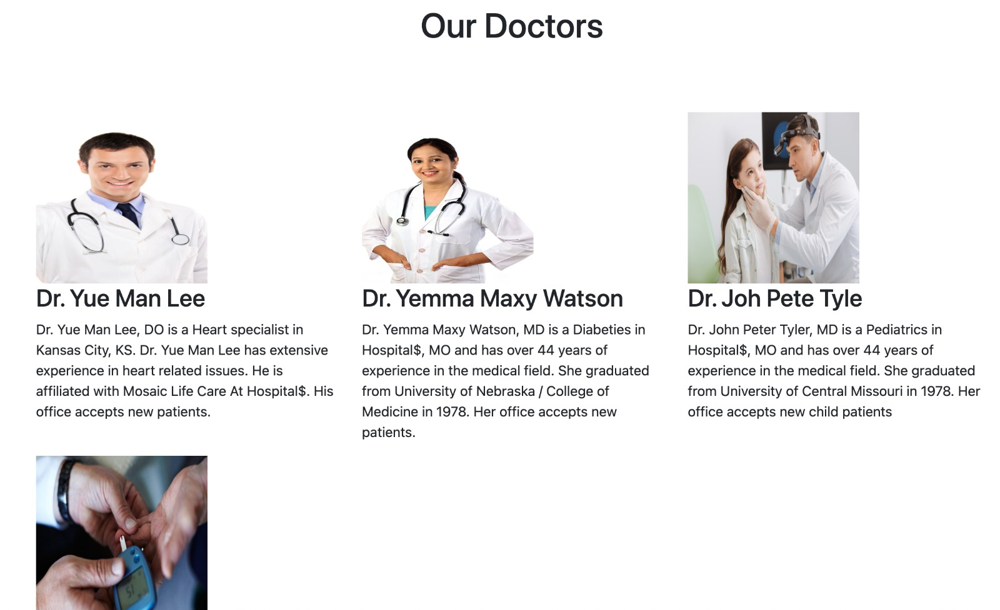 Our Doctors
Dr. Yue Man Lee
Dr. Yue Man Lee, DO is a Heart specialist in
Kansas City, KS. Dr. Yue Man Lee has extensive
experience in heart related issues. He is
affiliated with Mosaic Life Care At Hospital$. His
office accepts new patients.
Dr. Yemma Maxy Watson
Dr. Yemma Maxy Watson, MD is a Diabeties in
Hospital$, MO and has over 44 years of
experience in the medical field. She graduated
from University of Nebraska / College of
Medicine in 1978. Her office accepts new
patients.
Dr. Joh Pete Tyle
Dr. John Peter Tyler, MD is a Pediatrics in
Hospital$, MO and has over 44 years of
experience in the medical field. She graduated
from University of Central Missouri in 1978. Her
office accepts new child patients